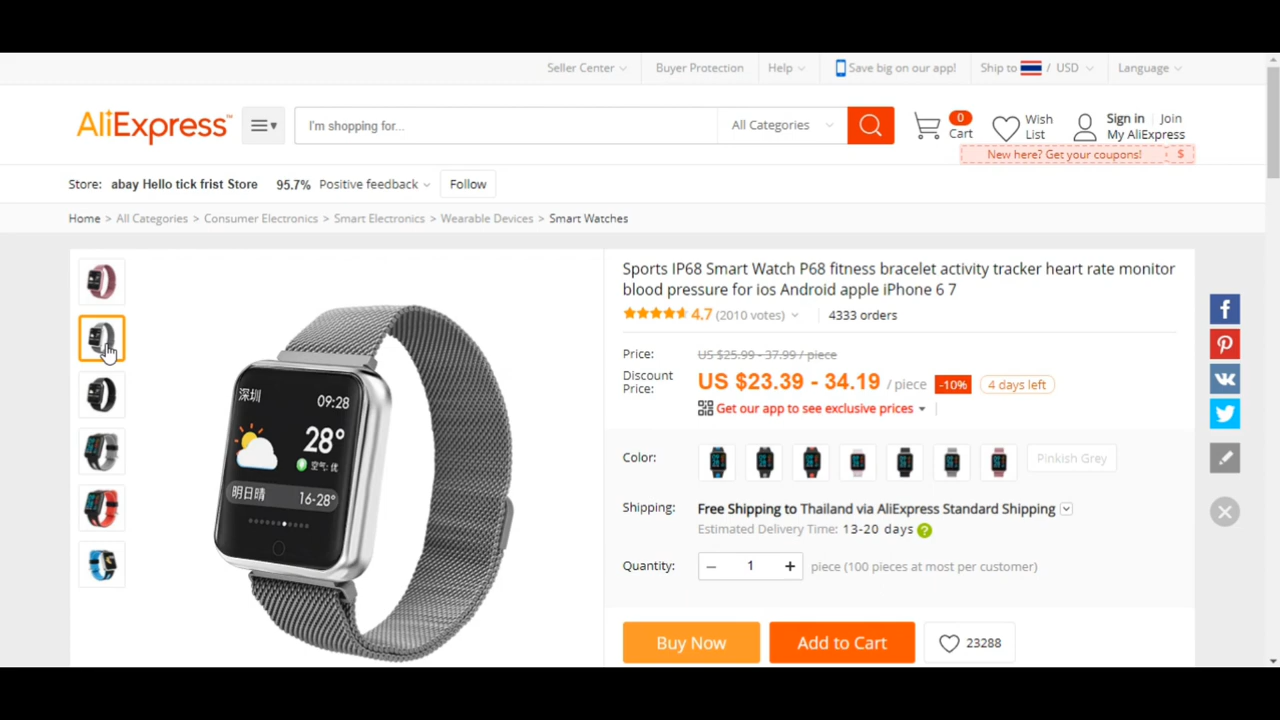 Seller Center Buyer Protection Help Save big on our app! Ship to / USD Language
AliExpress™ I'm shopping for... All Categories 0 Cart Wish List Sign in Join My AliExpress
New here? Get your coupons! $
Store: abay Hello tick frist Store 95.7% Positive feedback Follow
Home > All Categories > Consumer Electronics > Smart Electronics > Wearable Devices > Smart Watches
Sports IP68 Smart Watch P68 fitness bracelet activity tracker heart rate monitor
blood pressure for ios Android apple iPhone 6 7
4.7 (2010 votes) 4333 orders
Price: US $25.99 - 37.99 / piece
Discount Price: US $23.39 - 34.19 / piece -10% 4 days left
Get our app to see exclusive prices
Color: Pinkish Grey
Shipping: Free Shipping to Thailand via AliExpress Standard Shipping
Estimated Delivery Time: 13-20 days ?
Quantity: – 1 + piece (100 pieces at most per customer)
Buy Now Add to Cart 23288
深圳 09:28
28°
空气: 优
明日晴 16-28°